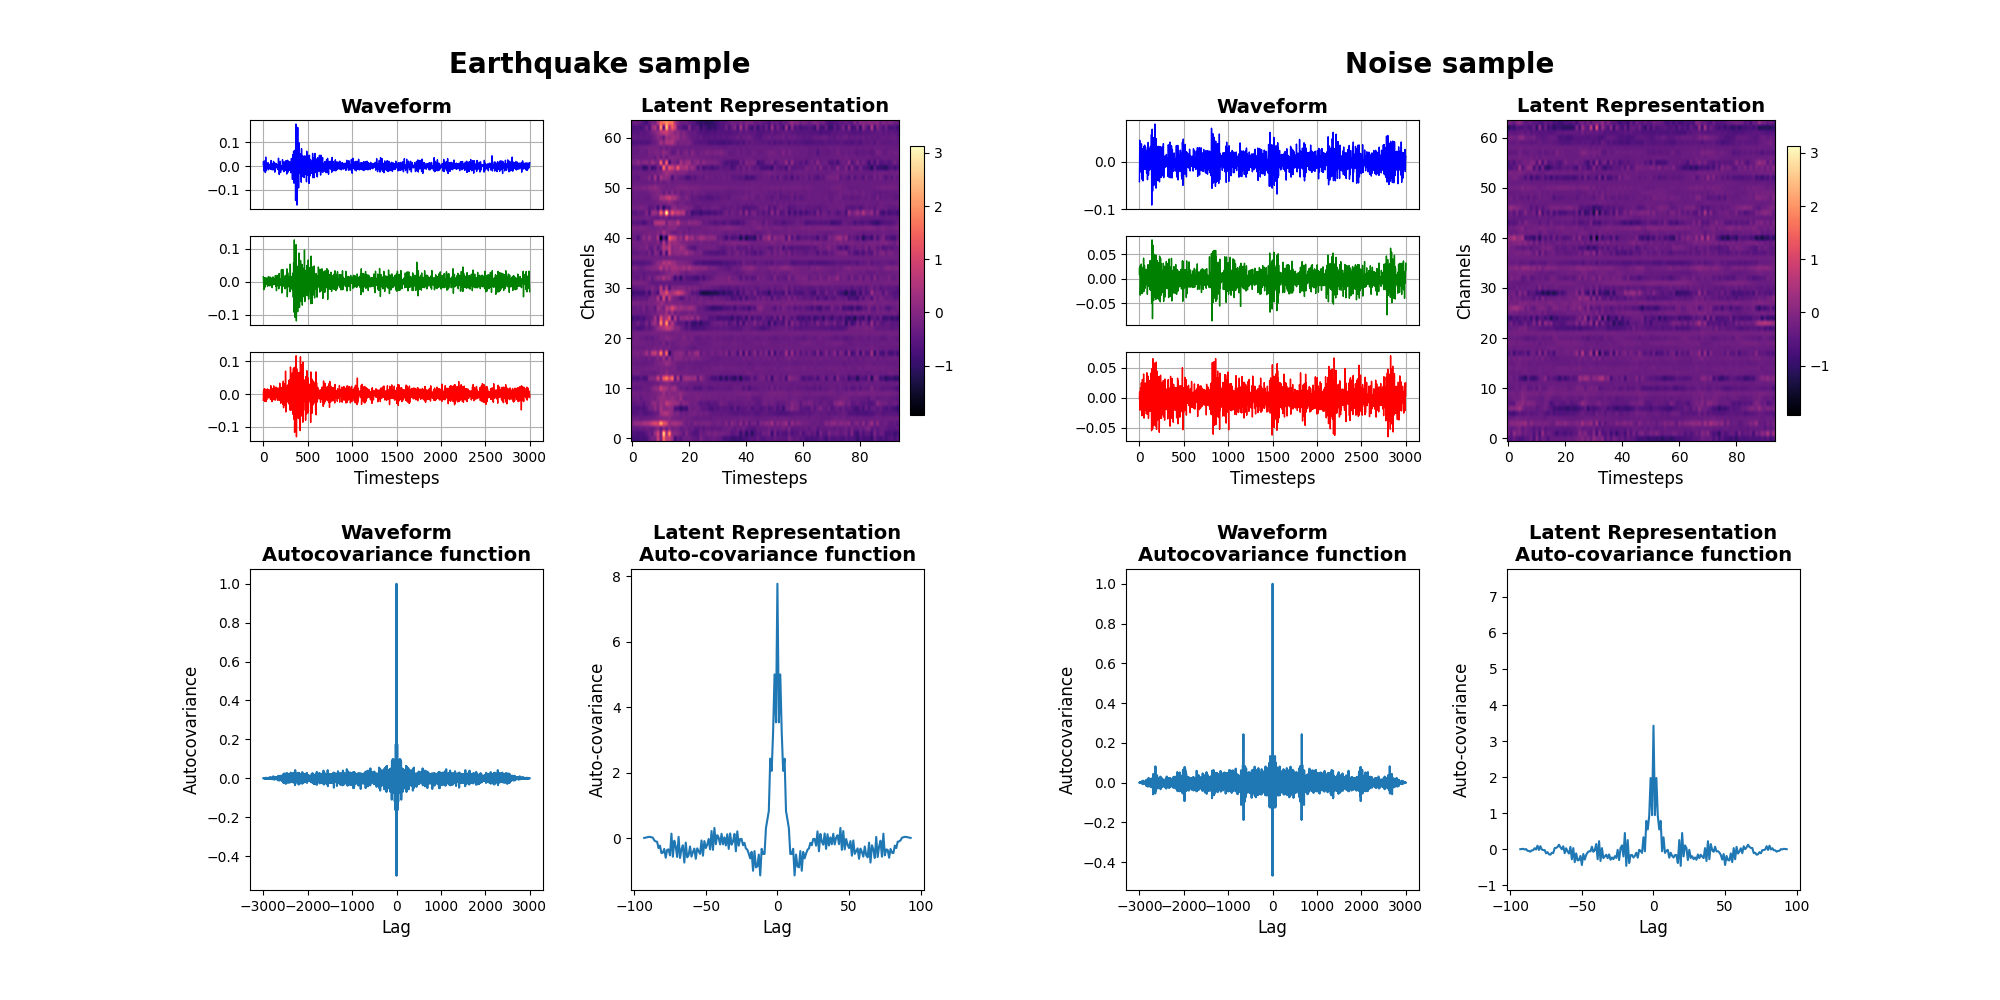 Earthquake sample
Noise sample
Waveform
Latent Representation
Waveform
Latent Representation
0.1
0.0
−0.1
0.1
0.0
−0.1
0.1
0.0
−0.1
0 500 1000 1500 2000 2500 3000
Timesteps
Channels
60
50
40
30
20
10
0
0 20 40 60 80
Timesteps
3
2
1
0
−1
0.0
−0.1
0.05
0.00
−0.05
0.05
0.00
−0.05
0 500 1000 1500 2000 2500 3000
Timesteps
Channels
60
50
40
30
20
10
0
0 20 40 60 80
Timesteps
3
2
1
0
−1
Waveform
Autocovariance function
Autocovariance
1.0
0.8
0.6
0.4
0.2
0.0
−0.2
−0.4
−3000 −2000 −1000 0 1000 2000 3000
Lag
Latent Representation
Auto-covariance function
Auto-covariance
8
6
4
2
0
−100 −50 0 50 100
Lag
Waveform
Autocovariance function
Autocovariance
1.0
0.8
0.6
0.4
0.2
0.0
−0.2
−0.4
−3000 −2000 −1000 0 1000 2000 3000
Lag
Latent Representation
Auto-covariance function
Auto-covariance
7
6
5
4
3
2
1
0
−1
−100 −50 0 50 100
Lag